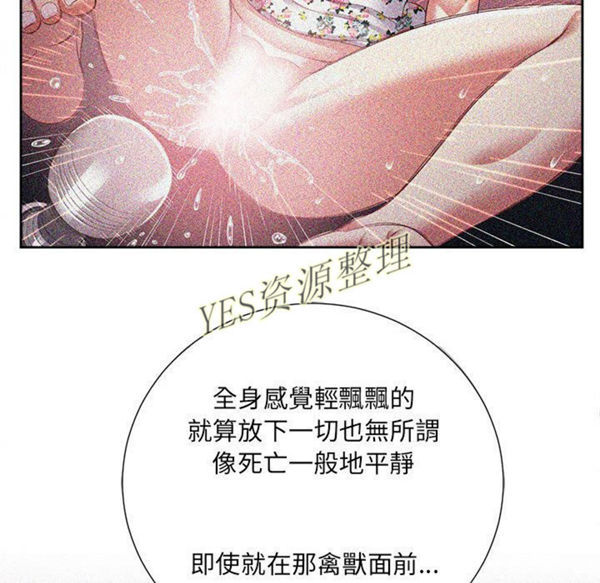 YES资源整理
全身感覺輕飄飄的
就算放下一切也無所謂
像死亡一般地平靜
即使就在那禽獸面前...